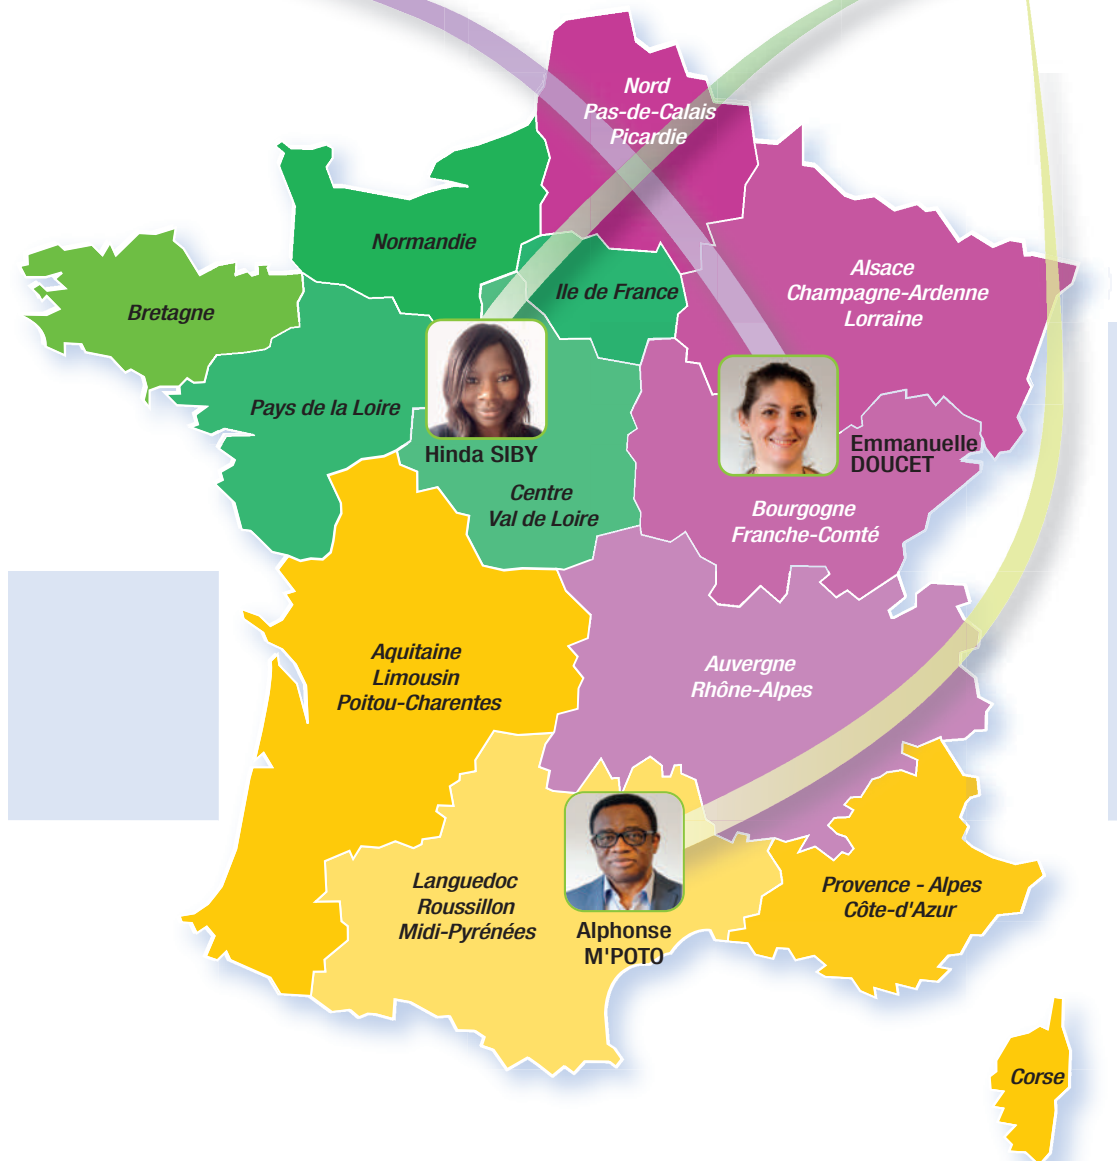 Nord
Pas-de-Calais
Picardie
Normandie
Ile de France
Alsace
Champagne-Ardenne
Lorraine
Bretagne
Pays de la Loire
Hinda SIBY
Centre
Val de Loire
Emmanuelle
DOUCET
Bourgogne
Franche-Comté
Aquitaine
Limousin
Poitou-Charentes
Auvergne
Rhône-Alpes
Languedoc
Roussillon
Midi-Pyrénées
Alphonse
M'POTO
Provence - Alpes
Côte-d'Azur
Corse